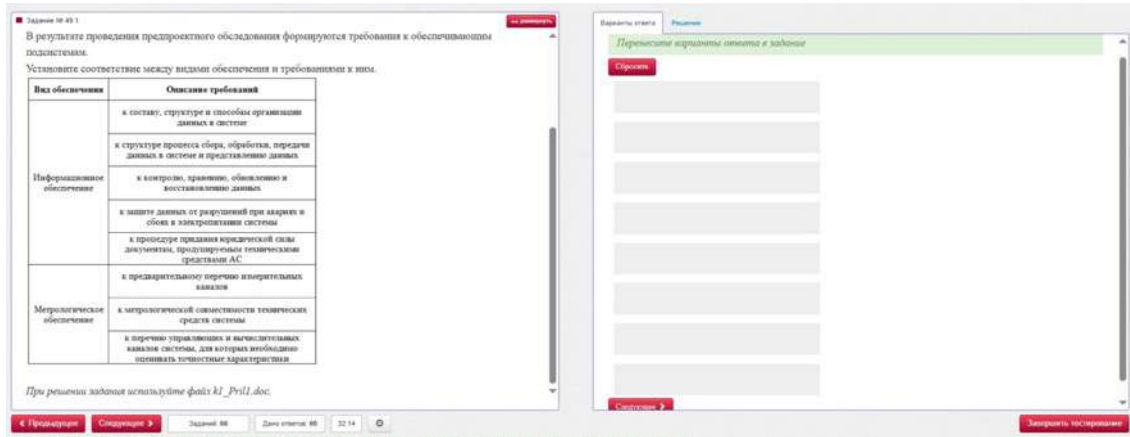 Задание № 49.1
развернуть
В результате проведения предпроектного обследования формируются требования к обеспечивающим
подсистемам.
Установите соответствие между видами обеспечения и требованиями к ним.
Вид обеспечения Описание требований
Информационное
обеспечение
к составу, структуре и способам организации
данных в системе
к структуре процесса сбора, обработки, передачи
данных в системе и представлению данных
к контролю, хранению, обновлению и
восстановлению данных
к защите данных от разрушений при авариях и
сбоях в электропитании системы
к процедуре придания юридической силы
документам, продуцируемым техническими
средствами АС
Метрологическое
обеспечение
к предварительному перечню измерительных
каналов
к метрологической совместимости технических
средств системы
к перечню управляющих и вычислительных
каналов системы, для которых необходимо
оценивать точностные характеристики
При решении задания используйте файл k1_Pril1.doc.
Варианты ответа Решение
Перенесите варианты ответа в задание
Сбросить
Следующее
Предыдущее Следующее Заданий: Дано ответов: 32:14
Завершить тестирование